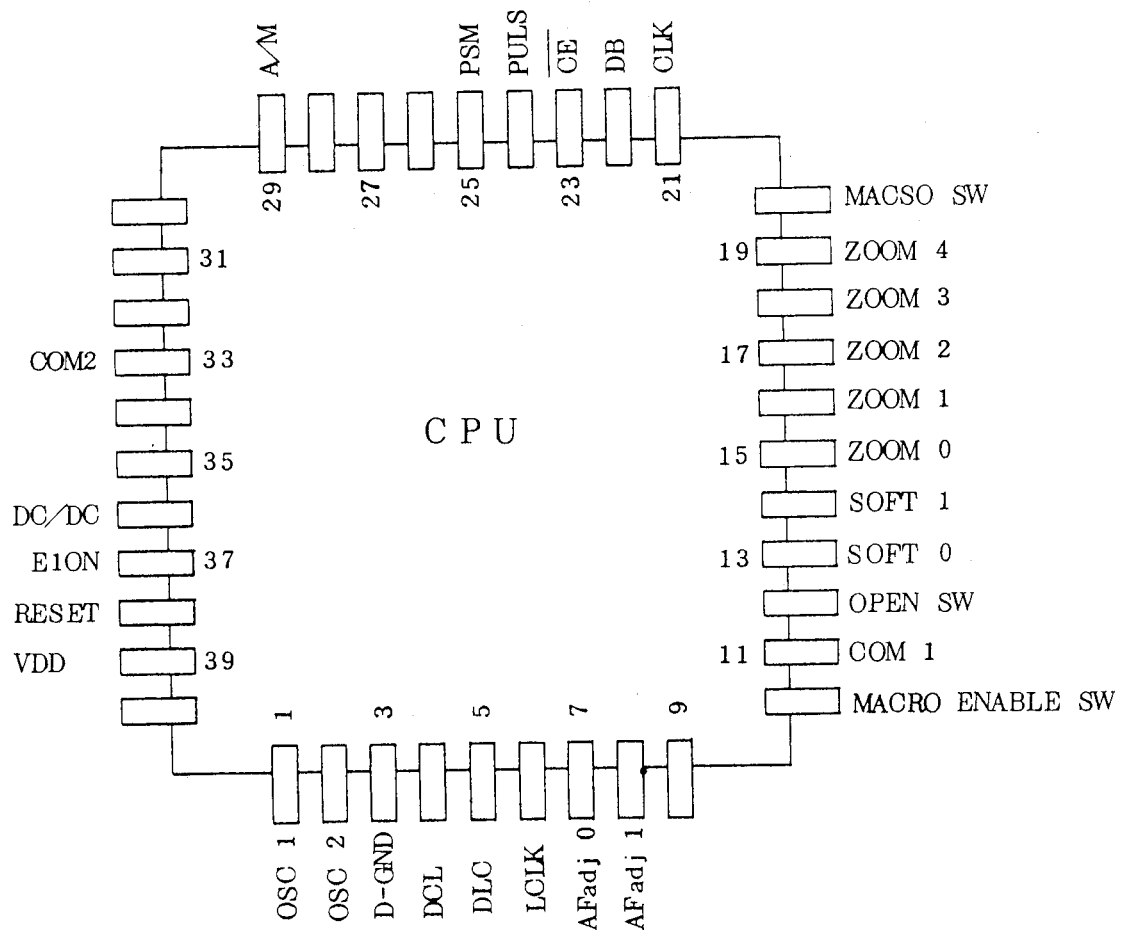 A/M
PSM
PULS
CE
DB
CLK
29
27
25
23
21
MACSO SW
31
19 ZOOM 4
ZOOM 3
COM2 33
17 ZOOM 2
ZOOM 1
CPU
35
15 ZOOM 0
DC/DC
SOFT 1
E1ON 37
13 SOFT 0
RESET
OPEN SW
VDD 39
11 COM 1
MACRO ENABLE SW
1
3
5
7
9
OSC 1
OSC 2
D-GND
DCL
DLC
LCLK
AFadj 0
AFadj 1